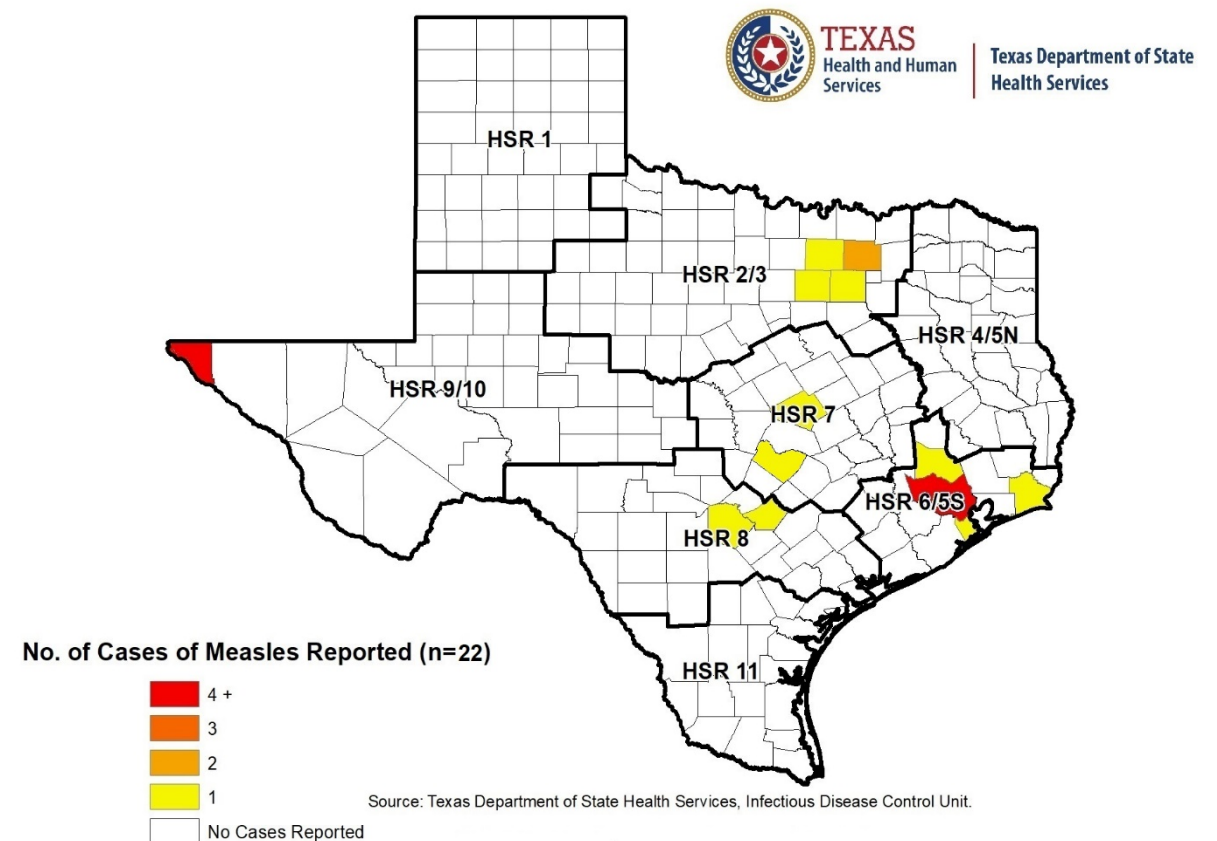 TEXAS
Health and Human
Services
Texas Department of State
Health Services
HSR 1
HSR 2/3
HSR 4/5N
HSR 9/10
HSR 7
HSR 6/5S
HSR 8
HSR 11
No. of Cases of Measles Reported (n=22)
4 +
3
2
1
No Cases Reported
Source: Texas Department of State Health Services, Infectious Disease Control Unit.